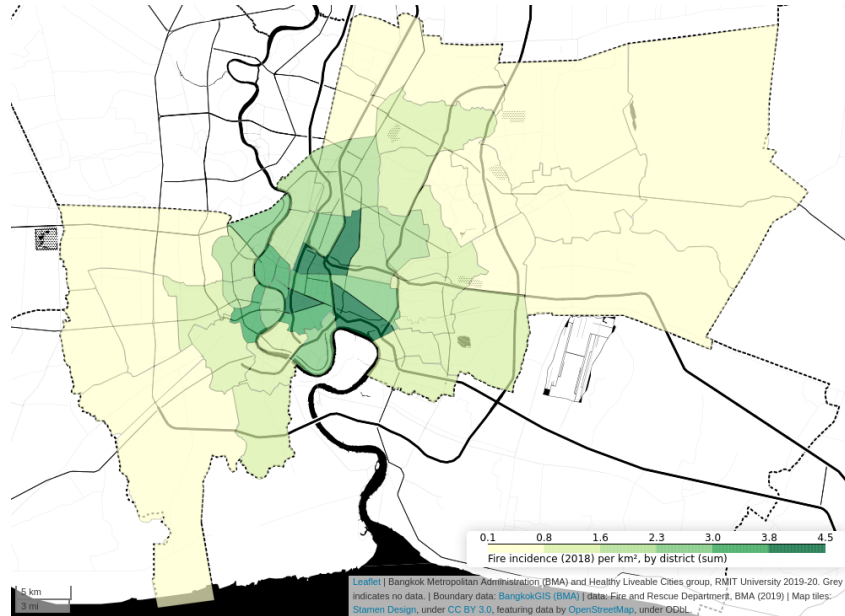 0.1 0.8 1.6 2.3 3.0 3.8 4.5
Fire incidence (2018) per km², by district (sum)
5 km
3 mi
Leaflet | Bangkok Metropolitan Administration (BMA) and Healthy Liveable Cities group, RMIT University 2019-20. Grey
indicates no data. | Boundary data: BangkokGIS (BMA) | data: Fire and Rescue Department, BMA (2019) | Map tiles:
Stamen Design, under CC BY 3.0, featuring data by OpenStreetMap, under ODbL.